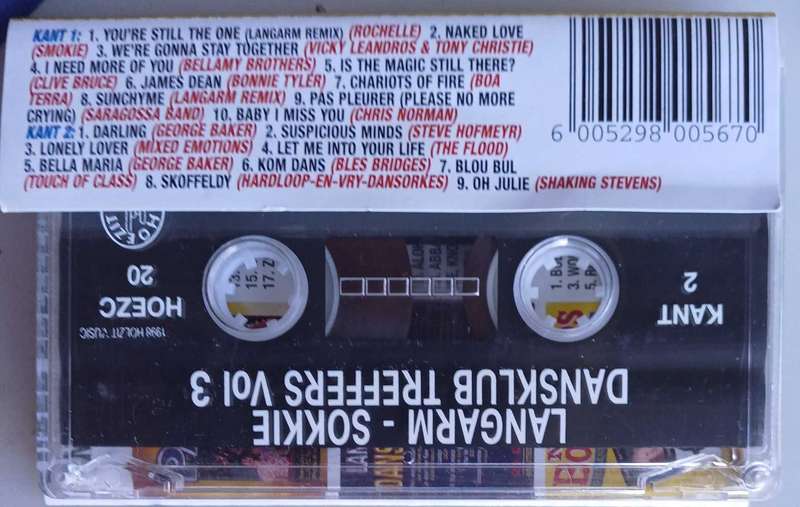 KANT 1: 1. YOU'RE STILL THE ONE (LANGARM REMIX) (ROCHELLE) 2. NAKED LOVE
(SMOKIE) 3. WE'RE GONNA STAY TOGETHER (VICKY LEANDROS & TONY CHRISTIE)
4. I NEED MORE OF YOU (BELLAMY BROTHERS) 5. IS THE MAGIC STILL THERE?
(CLIVE BRUCE) 6. JAMES DEAN (BONNIE TYLER) 7. CHARIOTS OF FIRE (BOA
TERRA) 8. SUNCHYME (LANGARM REMIX) 9. PAS PLEURER (PLEASE NO MORE
CRYING) (SARAGOSSA BAND) 10. BABY I MISS YOU (CHRIS NORMAN)
KANT 2: 1. DARLING (GEORGE BAKER) 2. SUSPICIOUS MINDS (STEVE HOFMEYR)
3. LONELY LOVER (MIXED EMOTIONS) 4. LET ME INTO YOUR LIFE (THE FLOOD)
5. BELLA MARIA (GEORGE BAKER) 6. KOM DANS (BLES BRIDGES) 7. BLOU BUL
(TOUCH OF CLASS) 8. SKOFFELDY (HARDLOOP-EN-VRY-DANSORKES) 9. OH JULIE (SHAKING STEVENS)
6 005298 005670
LANGARM - SOKKIE
DANSKLUB TREFFERS Vol 3
KANT
2
HOEZC
20
1998 HOEZIT MUSIC